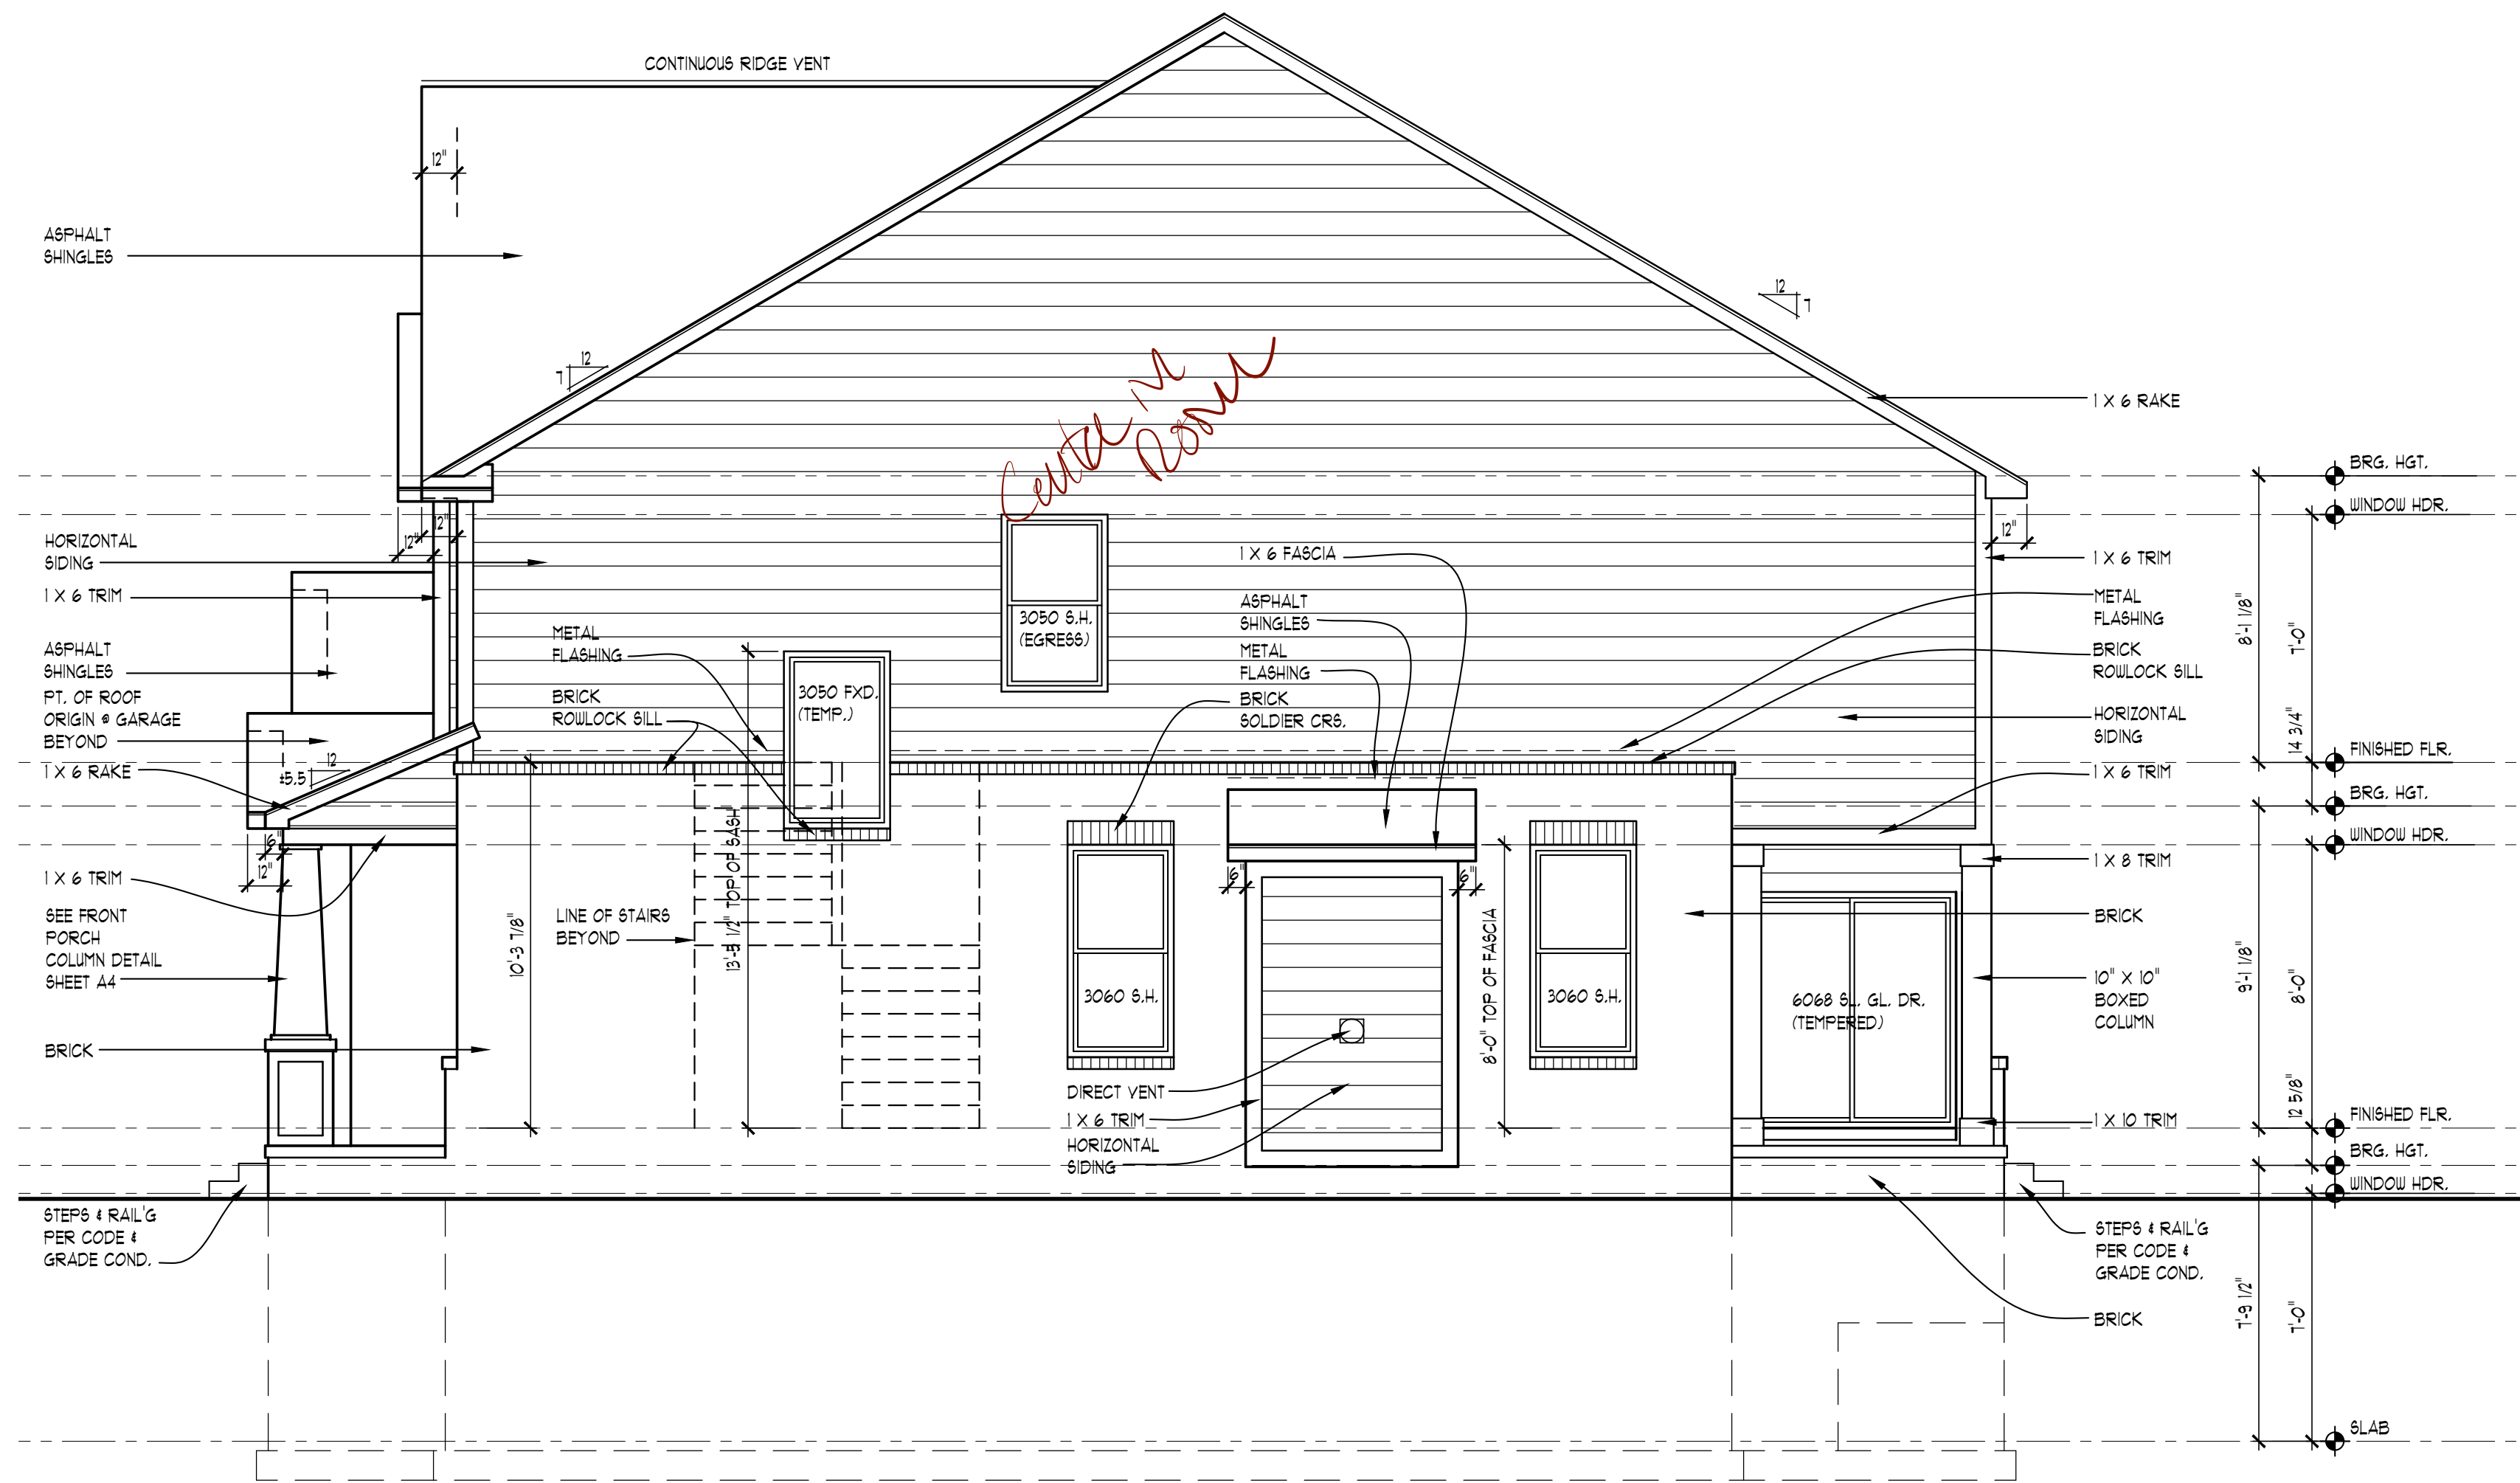 CONTINUOUS RIDGE VENT
12"
ASPHALT
SHINGLES
12
7
12
7
Center in
Room
1 X 6 RAKE
BRG. HGT.
WINDOW HDR.
12"
12"
12"
HORIZONTAL
SIDING
1 X 6 TRIM
ASPHALT
SHINGLES
PT. OF ROOF
ORIGIN @ GARAGE
BEYOND
1 X 6 RAKE
12
±5.5
6"
12"
1 X 6 TRIM
SEE FRONT
PORCH
COLUMN DETAIL
SHEET A4
BRICK
STEPS & RAIL'G
PER CODE &
GRADE COND.
METAL
FLASHING
BRICK
ROWLOCK SILL
3050 FXD.
(TEMP.)
3050 S.H.
(EGRESS)
10'-3 7/8"
13'-5 1/2" TOP OF SASH
LINE OF STAIRS
BEYOND
1 X 6 FASCIA
ASPHALT
SHINGLES
METAL
FLASHING
BRICK
SOLDIER CRS.
6"
6"
3060 S.H.
8'-0" TOP OF FASCIA
3060 S.H.
DIRECT VENT
1 X 6 TRIM
HORIZONTAL
SIDING
6068 SL. GL. DR.
(TEMPERED)
1 X 6 TRIM
METAL
FLASHING
BRICK
ROWLOCK SILL
HORIZONTAL
SIDING
1 X 6 TRIM
1 X 8 TRIM
BRICK
10" X 10"
BOXED
COLUMN
1 X 10 TRIM
STEPS & RAIL'G
PER CODE &
GRADE COND.
BRICK
8'-1 1/8"
7'-0"
14 3/4"
FINISHED FLR.
BRG. HGT.
WINDOW HDR.
9'-1 1/8"
8'-0"
12 5/8"
FINISHED FLR.
BRG. HGT.
WINDOW HDR.
7'-9 1/2"
7'-0"
SLAB